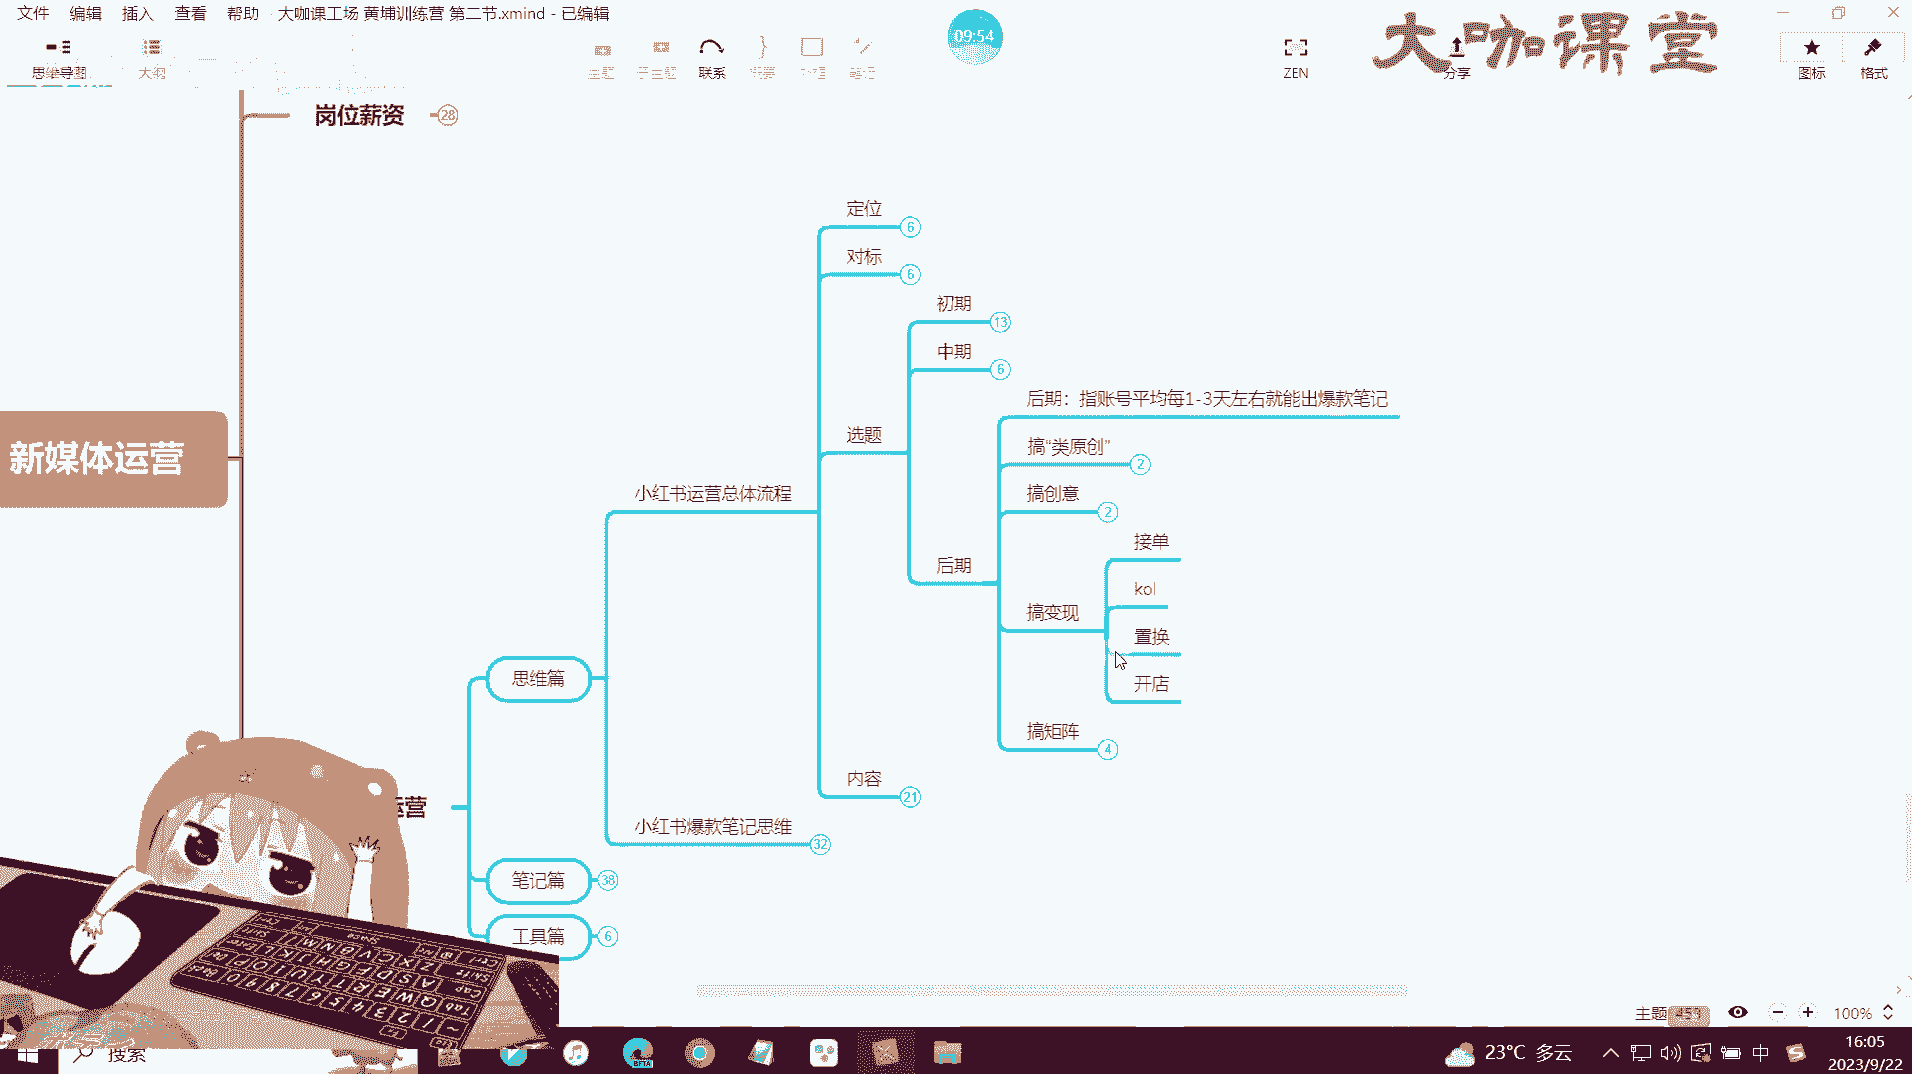 文件 编辑 插入 查看 帮助 大咖课工场 黄埔训练营 第二节.xmind - 已编辑
09:54
大咖课堂
思维导图 大纲 主题 子主题 联系 概要 外框 笔记 ZEN 分享 图标 格式
岗位薪资 28
定位 6
对标 6
初期 13
中期 6
后期：指账号平均每1-3天左右就能出爆款笔记
选题
搞“类原创” 2
小红书运营总体流程
搞创意 2
接单
后期
kol
搞变现
置换
开店
新媒体运营
思维篇
搞矩阵 4
内容 21
运营
小红书爆款笔记思维 32
笔记篇 38
工具篇 6
主题 453 100%
搜索
BETA
23°C 多云
中
16:05
2023/9/22